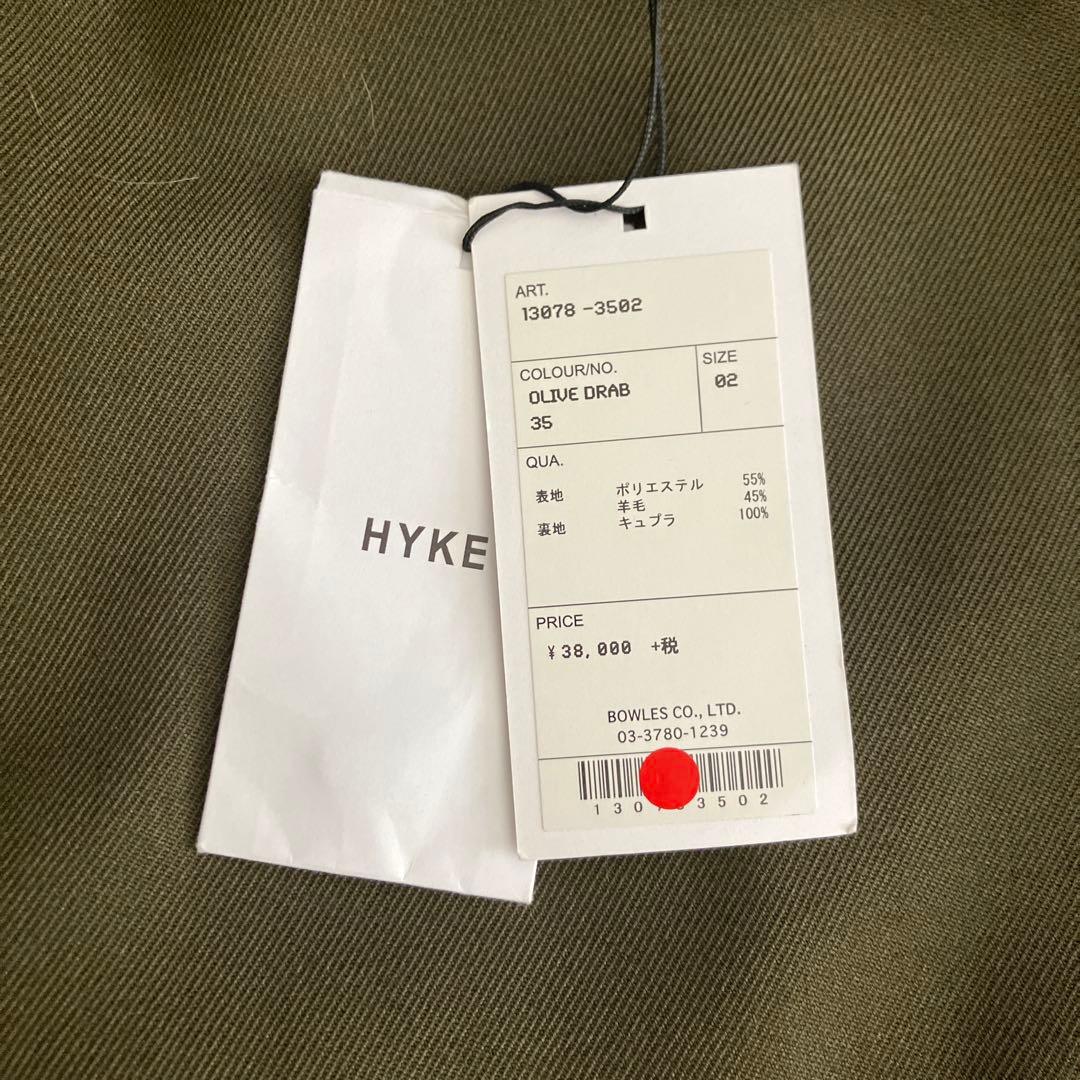 HYKE
ART.
13078 -3502
COLOUR/NO.
OLIVE DRAB
35
SIZE
02
QUA.
表地 ポリエステル 55%
羊毛 45%
裏地 キュプラ 100%
PRICE
¥38,000 +税
BOWLES CO., LTD.
03-3780-1239
130 3502